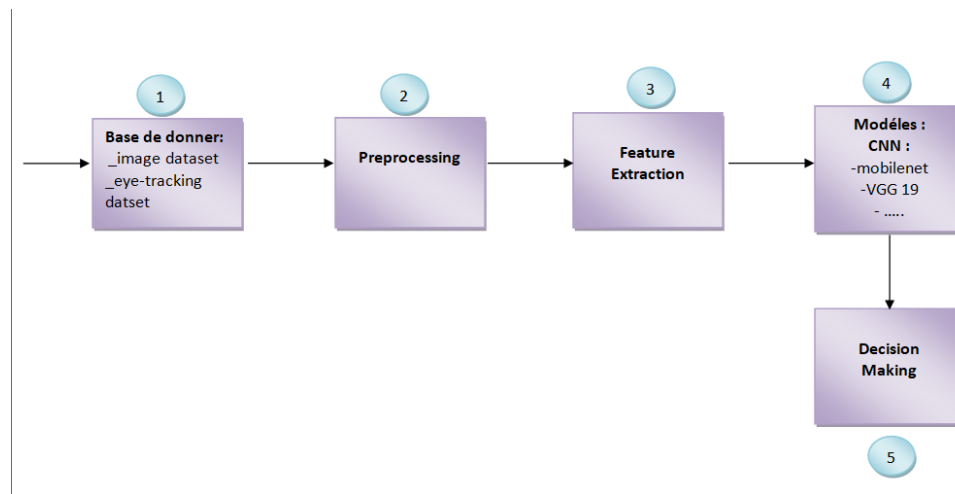 1
Base de donner:
_image dataset
_eye-tracking
datset
2
Preprocessing
3
Feature
Extraction
4
Modéles :
CNN :
-mobilenet
-VGG 19
- .....
Decision
Making
5